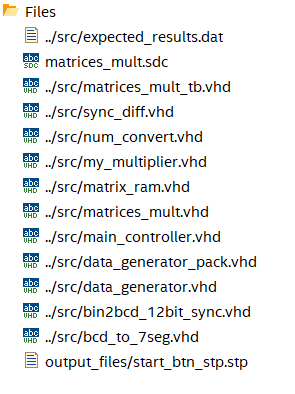 Files
../src/expected_results.dat
abc SDC matrices_mult.sdc
abc VHD ../src/matrices_mult_tb.vhd
abc VHD ../src/sync_diff.vhd
abc VHD ../src/num_convert.vhd
abc VHD ../src/my_multiplier.vhd
abc VHD ../src/matrix_ram.vhd
abc VHD ../src/matrices_mult.vhd
abc VHD ../src/main_controller.vhd
abc VHD ../src/data_generator_pack.vhd
abc VHD ../src/data_generator.vhd
abc VHD ../src/bin2bcd_12bit_sync.vhd
abc VHD ../src/bcd_to_7seg.vhd
output_files/start_btn_stp.stp